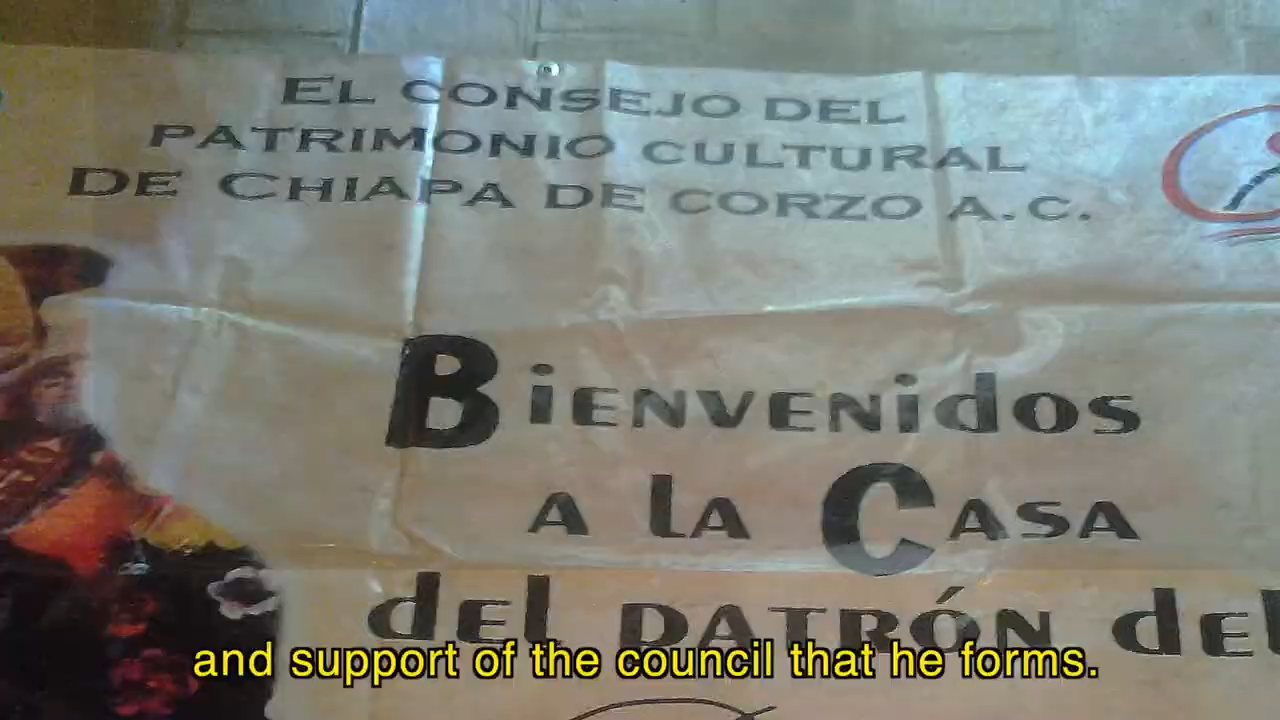 EL CONSEJO DEL
PATRIMONIO CULTURAL
DE CHIAPA DE CORZO A.C.
Bienvenidos
a la Casa
del patrón del
and support of the council that he forms.